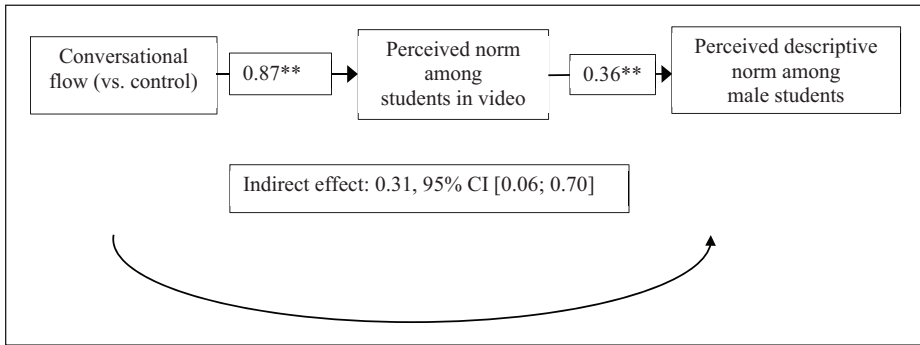 Conversational
flow (vs. control)
0.87**
Perceived norm
among
students in video
0.36**
Perceived descriptive
norm among
male students
Indirect effect: 0.31, 95% CI [0.06; 0.70]